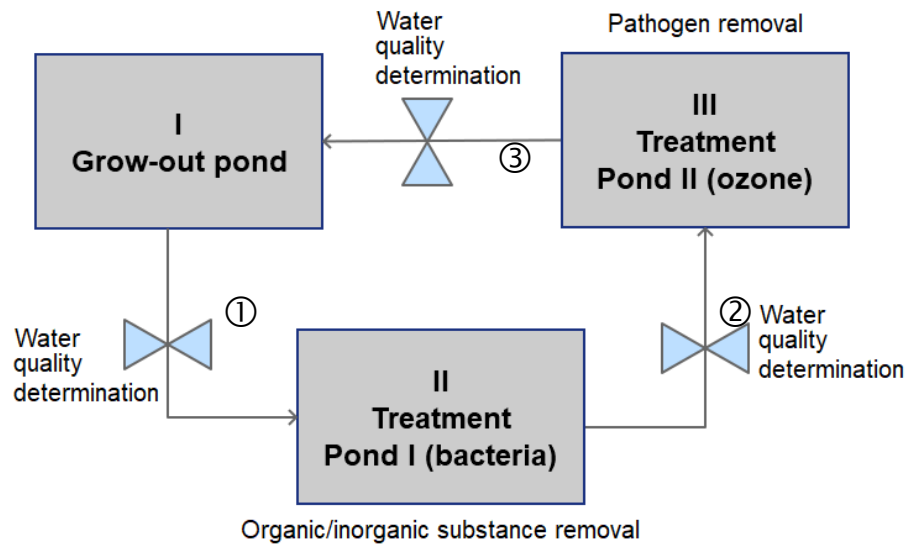 Water
quality
determination
Pathogen removal
I
Grow-out pond
III
Treatment
Pond II (ozone)
③
①
②
Water
quality
determination
Water
quality
determination
II
Treatment
Pond I (bacteria)
Organic/inorganic substance removal